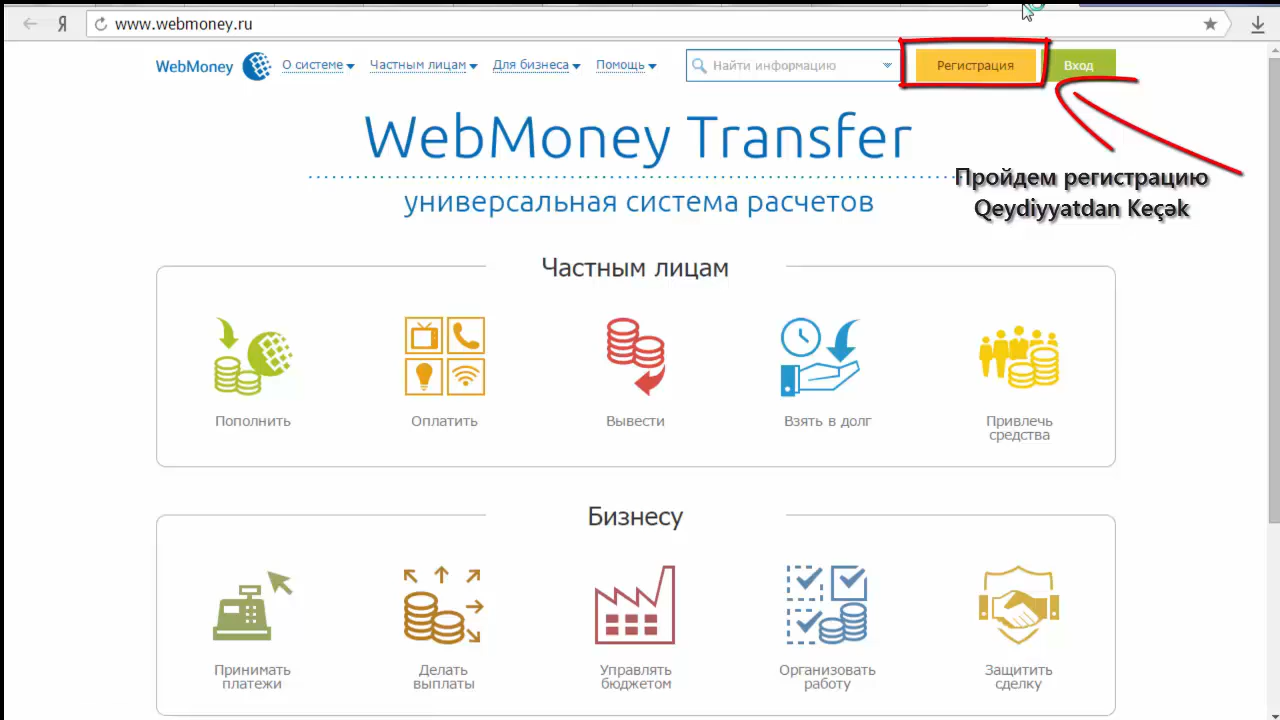 Я
www.webmoney.ru
WebMoney
О системе
Частным лицам
Для бизнеса
Помощь
Найти информацию
Регистрация
Вход
WebMoney Transfer
универсальная система расчетов
Пройдем регистрацию
Qeydiyyatdan Keçək
Частным лицам
Пополнить
Оплатить
Вывести
Взять в долг
Привлечь
средства
Бизнесу
Принимать
платежи
Делать
выплаты
Управлять
бюджетом
Организовать
работу
Защитить
сделку